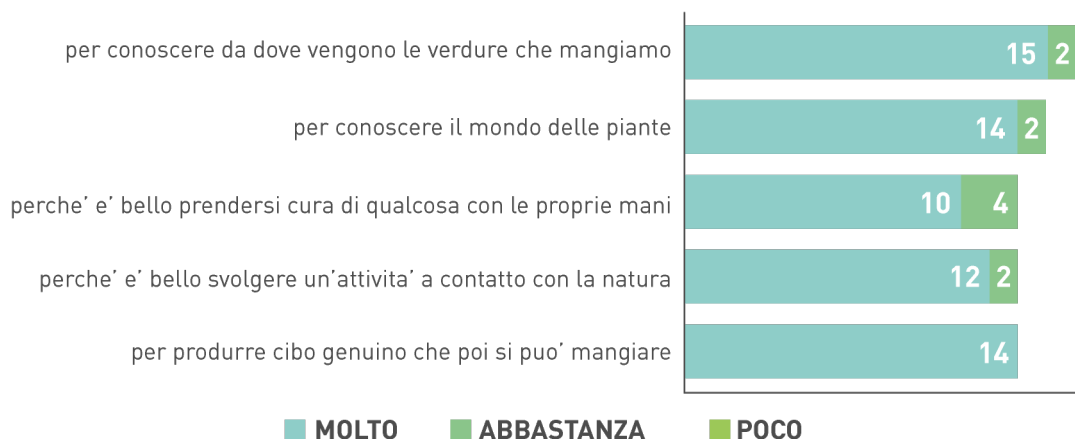 per conoscere da dove vengono le verdure che mangiamo 15 2
per conoscere il mondo delle piante 14 2
perche' e' bello prendersi cura di qualcosa con le proprie mani 10 4
perche' e' bello svolgere un'attivita' a contatto con la natura 12 2
per produrre cibo genuino che poi si puo' mangiare 14
MOLTO ABBASTANZA POCO